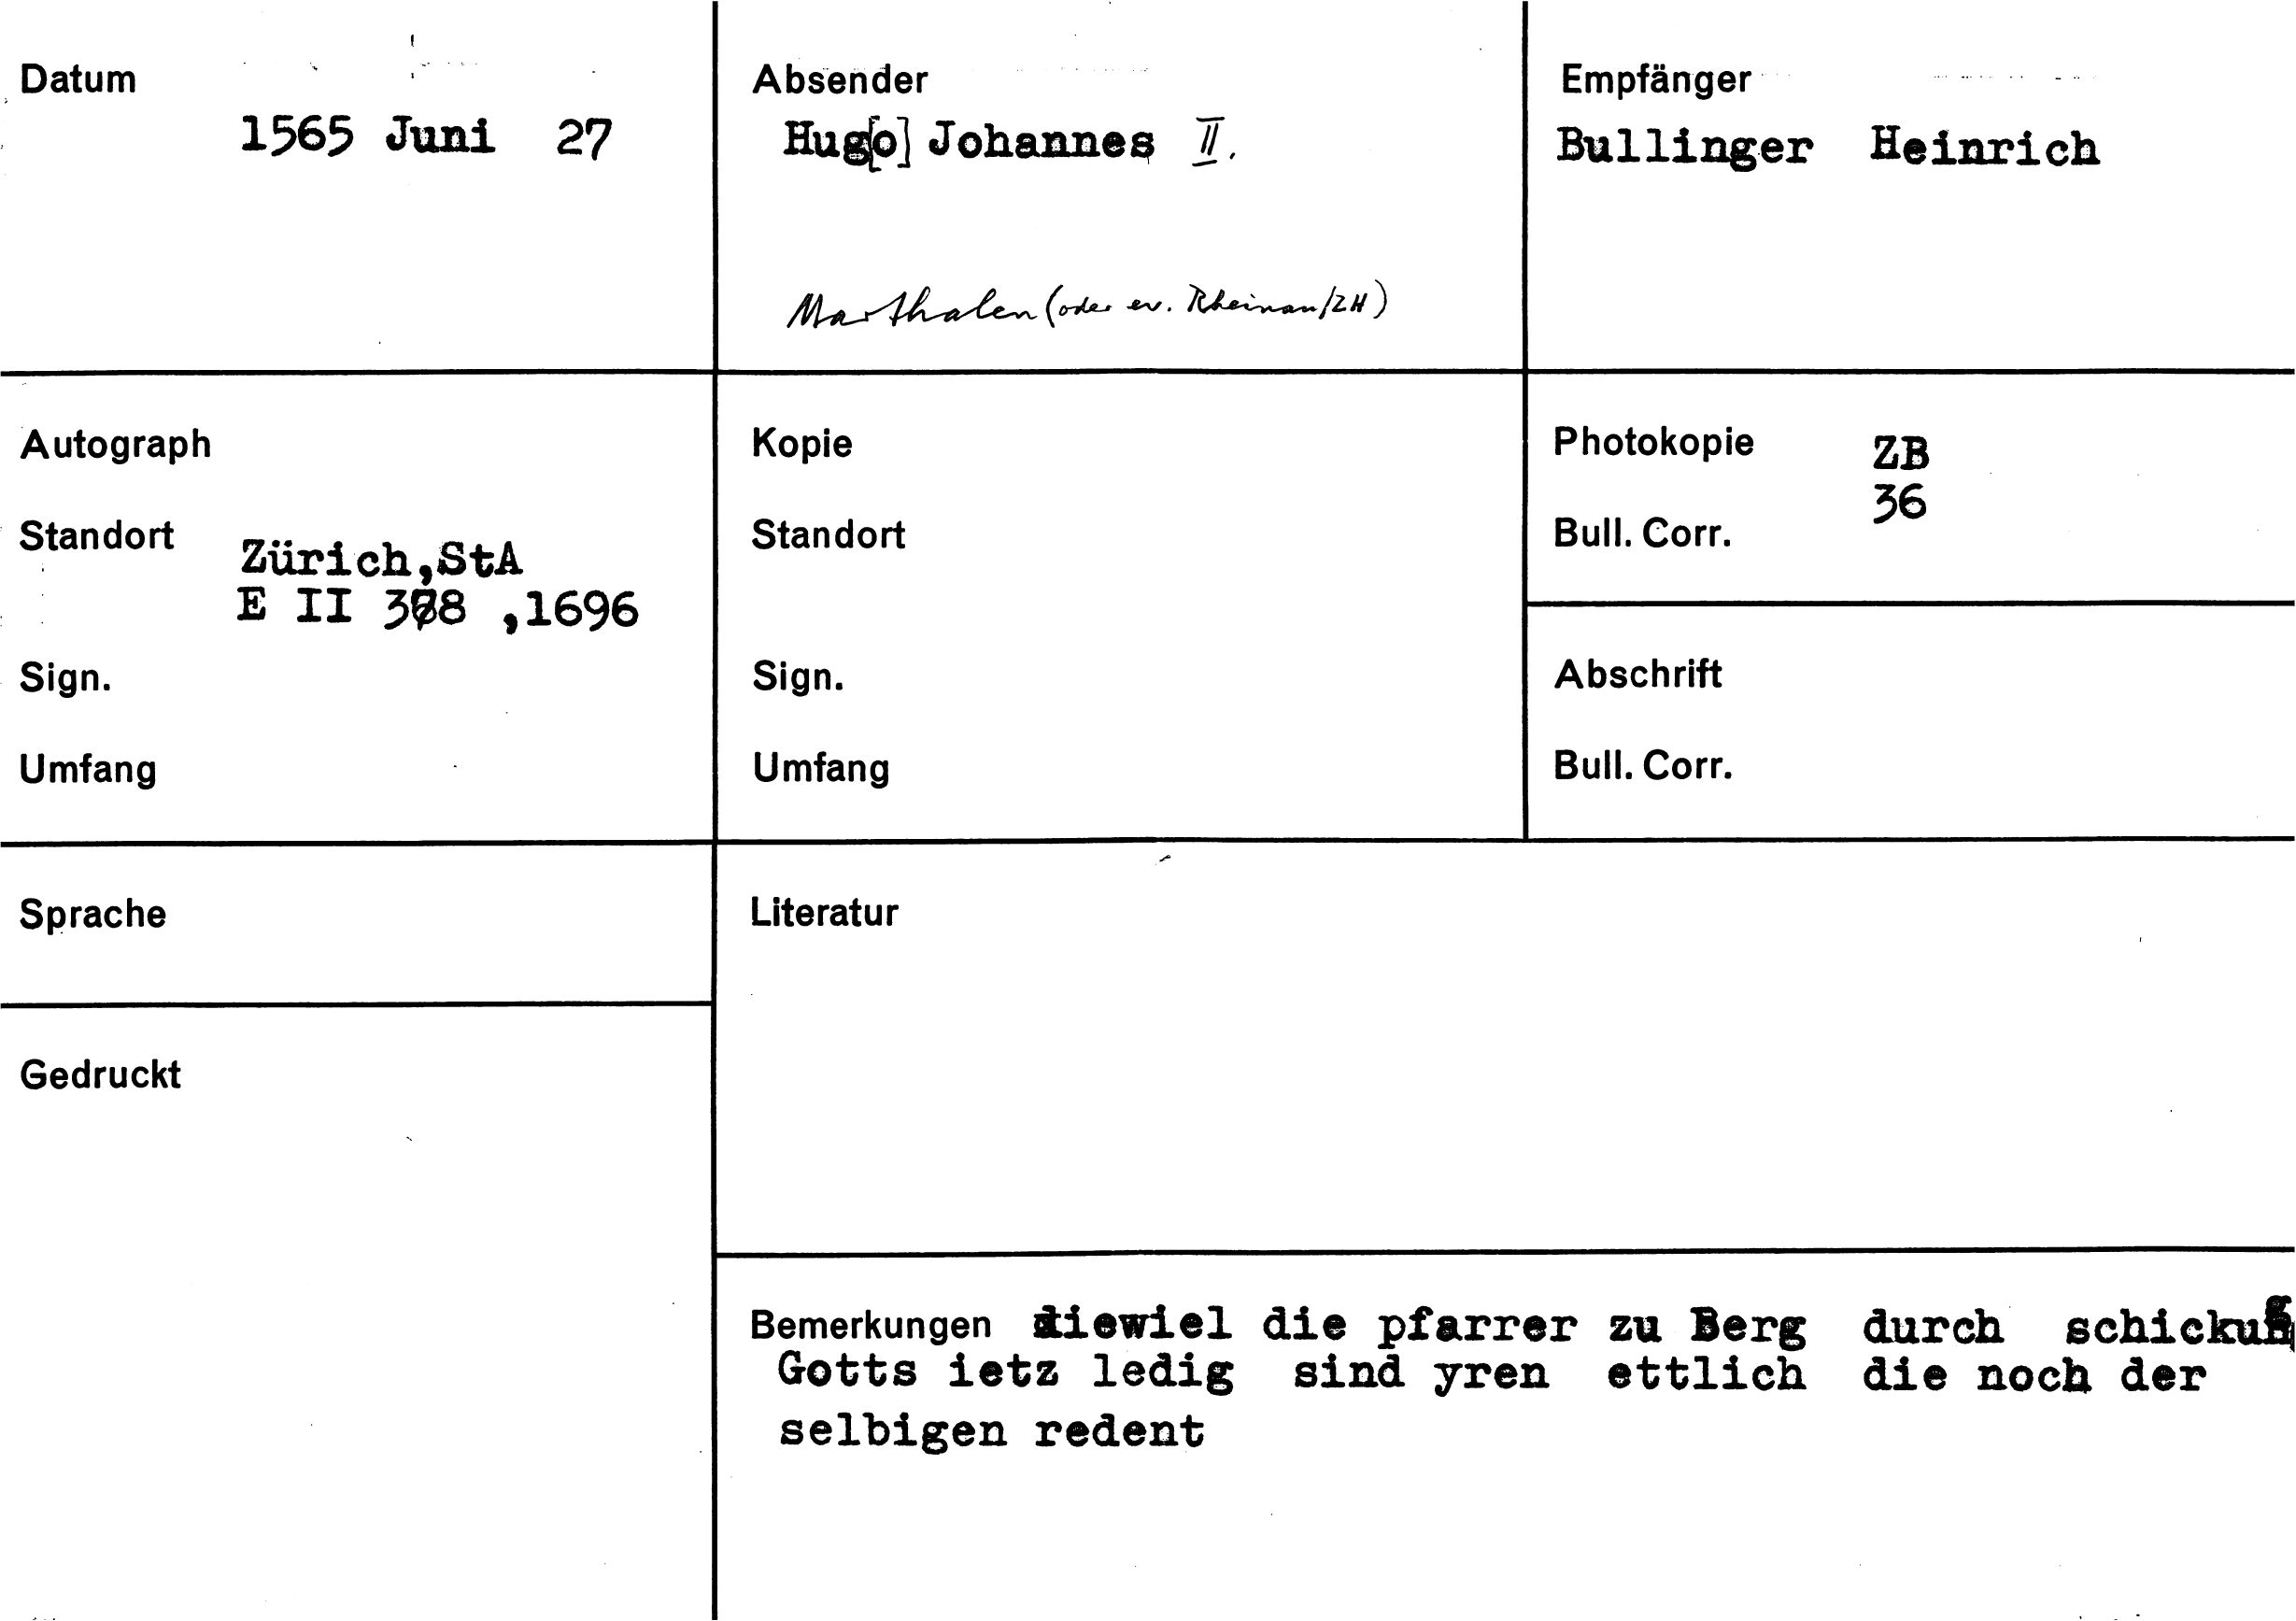 Datum
1565 Juni 27
Absender
Hug[o] Johannes II.
Marthalen (oder ev. Rheinau/ZH)
Empfänger
Bullinger Heinrich
Autograph
Standort
Zürich,StA
E II ,1696
Sign.
Umfang
Kopie
Standort
Sign.
Umfang
Photokopie ZB
36
Bull. Corr.
Abschrift
Bull. Corr.
Sprache
Gedruckt
Literatur
Bemerkungen diewiel die pfarrer zu Berg durch schickung
Gotts ietz ledig sind yren ettlich die noch der
selbigen redent